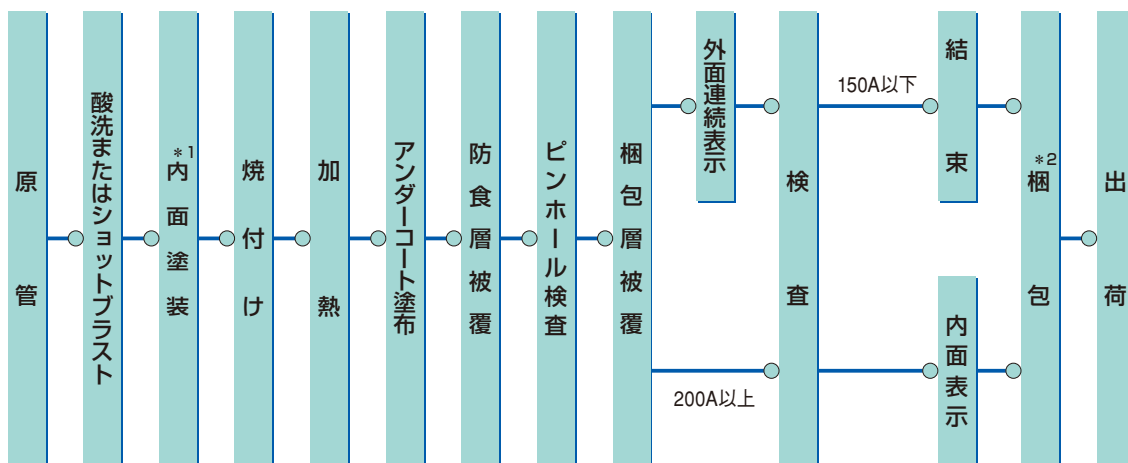 原管
酸洗またはショットブラスト
*1
内面塗装
焼付け
加熱
アンダーコート塗布
防食層被覆
ピンホール検査
梱包層被覆
外面連続表示
200A以上
検査
150A以下
結束
内面表示
*2
梱包
出荷